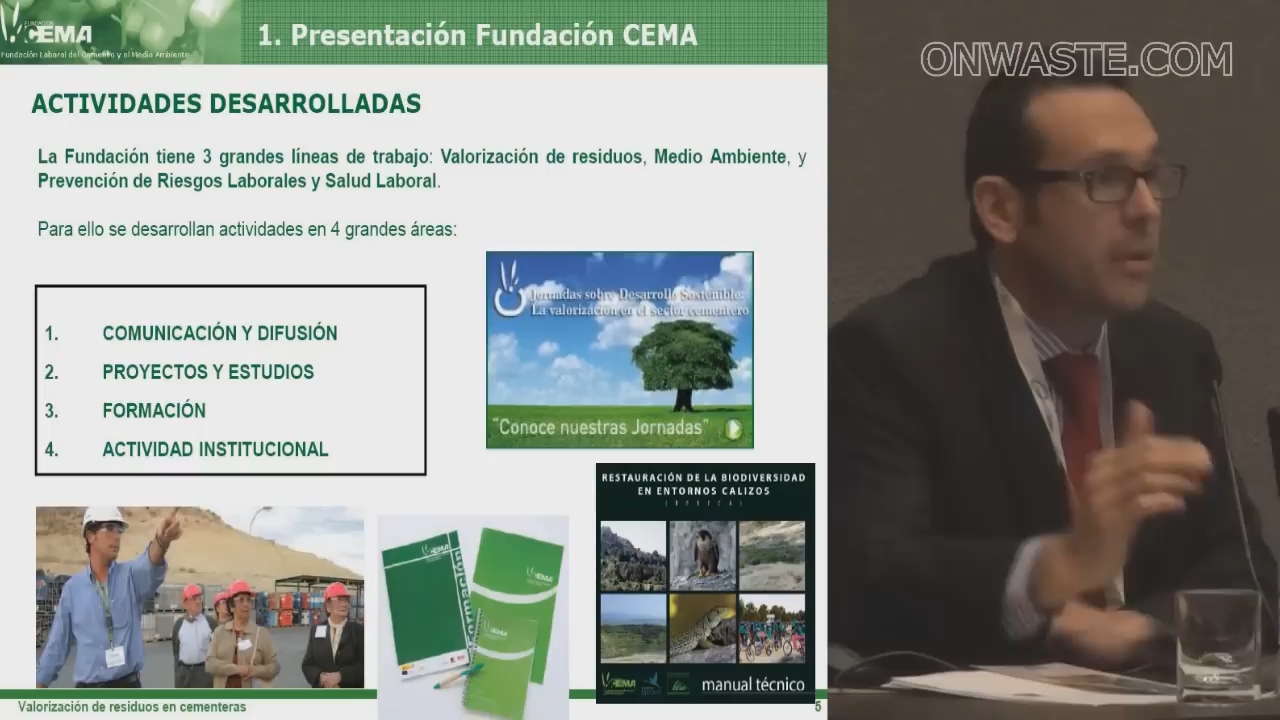 FUNDACIÓN
CEMA
Fundación Laboral del Cemento y el Medio Ambiente
1. Presentación Fundación CEMA
ONWASTE.COM
ACTIVIDADES DESARROLLADAS
La Fundación tiene 3 grandes líneas de trabajo: Valorización de residuos, Medio Ambiente, y
Prevención de Riesgos Laborales y Salud Laboral.
Para ello se desarrollan actividades en 4 grandes áreas:
1. COMUNICACIÓN Y DIFUSIÓN
2. PROYECTOS Y ESTUDIOS
3. FORMACIÓN
4. ACTIVIDAD INSTITUCIONAL
Jornadas sobre Desarrollo Sostenible:
La valorización en el sector cementero
"Conoce nuestras Jornadas"
RESTAURACIÓN DE LA BIODIVERSIDAD
EN ENTORNOS CALIZOS
CEMA
CEMA
CEMA
CEMA
manual técnico
Valorización de residuos en cementeras
5